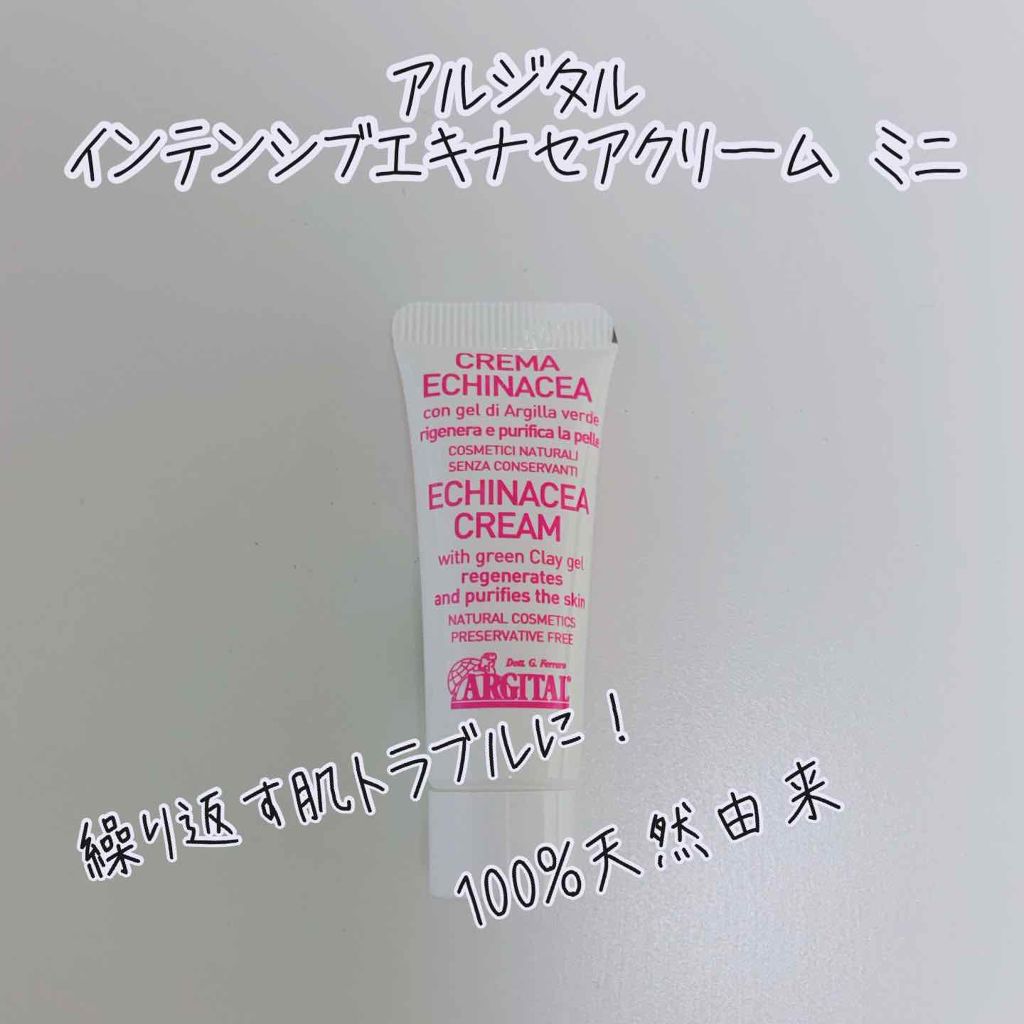 アルジタル
インテンシブエキナセアクリーム ミニ
CREMA
ECHINACEA
con gel di Argilla verde
rigenera e purifica la pelle
COSMETICI NATURALI
SENZA CONSERVANTI
ECHINACEA
CREAM
with green Clay gel
regenerates
and purifies the skin
NATURAL COSMETICS
PRESERVATIVE FREE
Dott. G. Ferraro
ARGITAL
繰り返す肌トラブルに!
100%天然由来